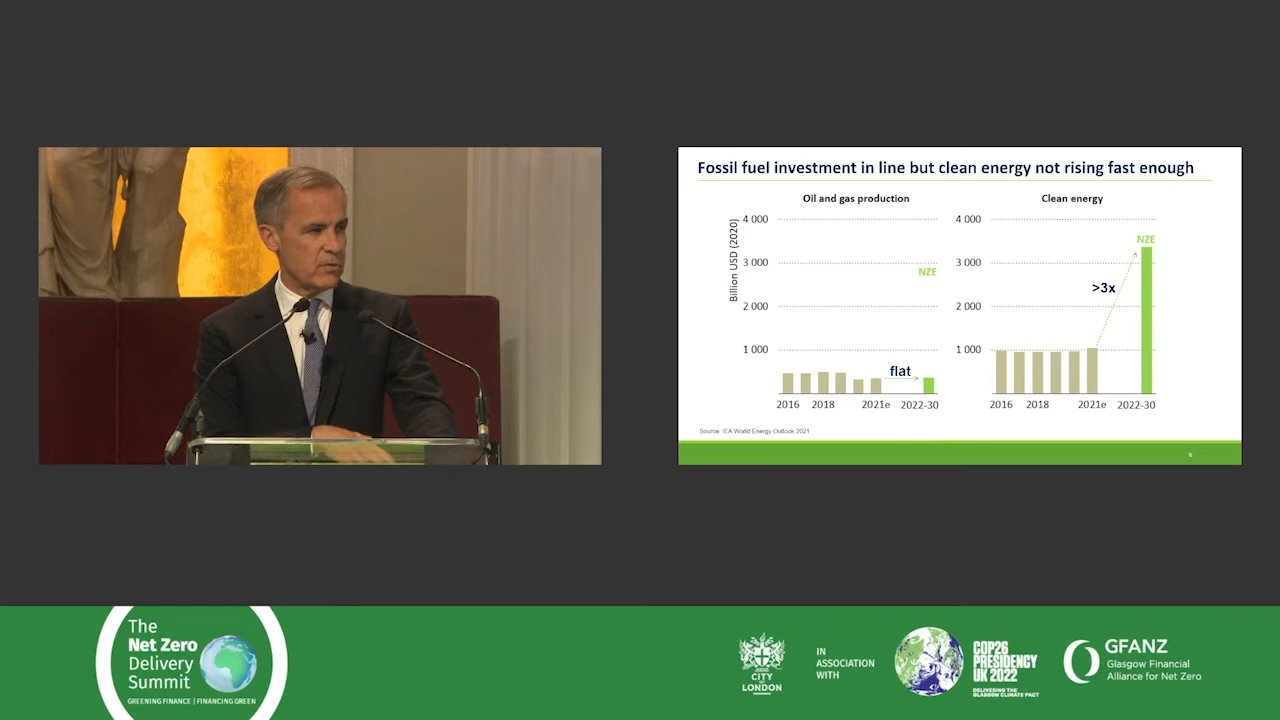 Fossil fuel investment in line but clean energy not rising fast enough
Oil and gas production
Billion USD (2020)
4 000
3 000
2 000
1 000
NZE
flat
2016 2018 2021e 2022-30
Clean energy
4 000
3 000
2 000
1 000
NZE
>3x
2016 2018 2021e 2022-30
Source: IEA World Energy Outlook 2021
6
The
Net Zero
Delivery
Summit
GREENING FINANCE | FINANCING GREEN
CITY
OF
LONDON
IN
ASSOCIATION
WITH
COP26
PRESIDENCY
UK 2022
DELIVERING THE
GLASGOW CLIMATE PACT
GFANZ
Glasgow Financial
Alliance for Net Zero